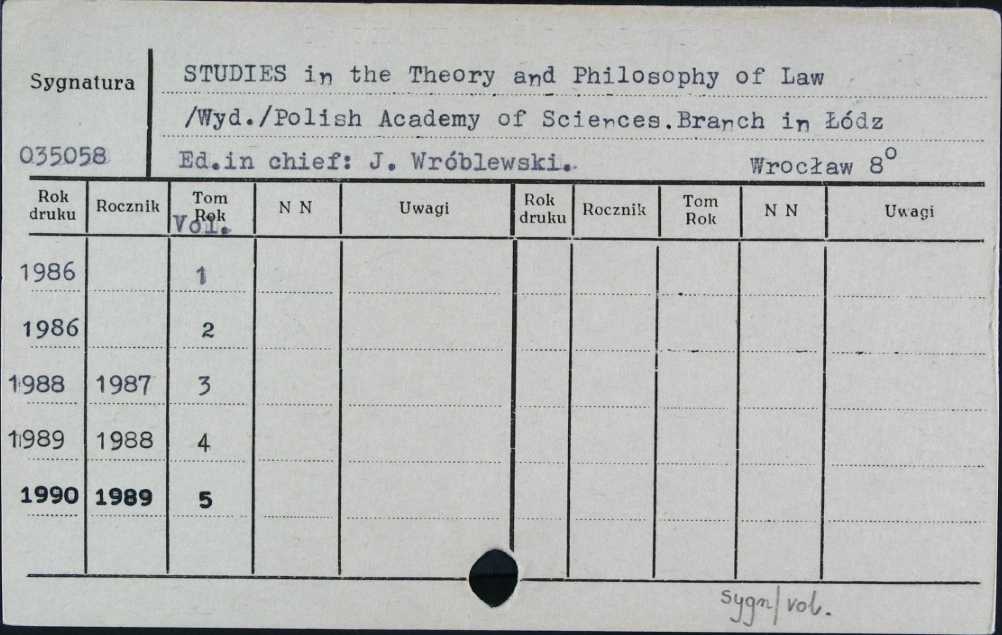 Sygnatura
STUDIES in the Theory and Philosophy of Law
/Wyd./Polish Academy of Sciences.Branch in Łódz
035058
Ed.in chief: J. Wróblewski.
Wrocław 8°
Rok druku Rocznik Tom Rok Vol. N N Uwagi Rok druku Rocznik Tom Rok N N Uwagi
1986 1
1986 2
1988 1987 3
1989 1988 4
1990 1989 5
sygn/vol.